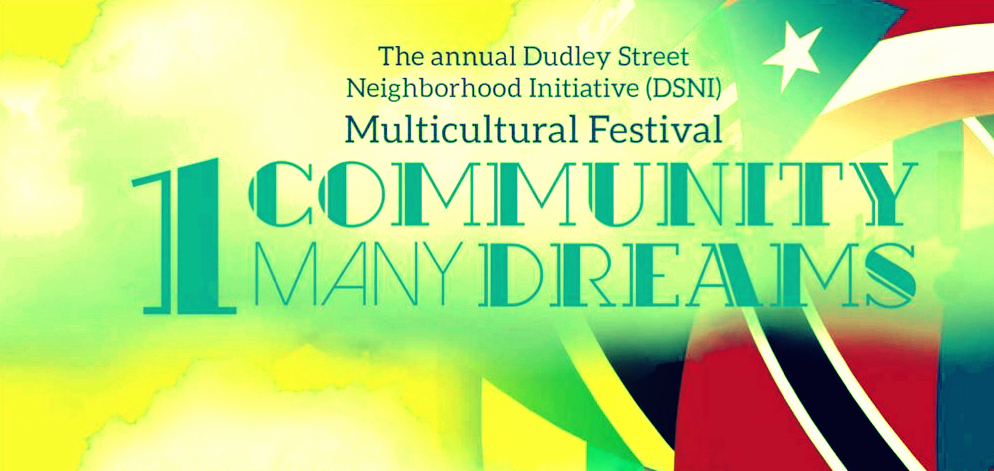 The annual Dudley Street
Neighborhood Initiative (DSNI)
Multicultural Festival
1 COMMUNITY
MANY DREAMS